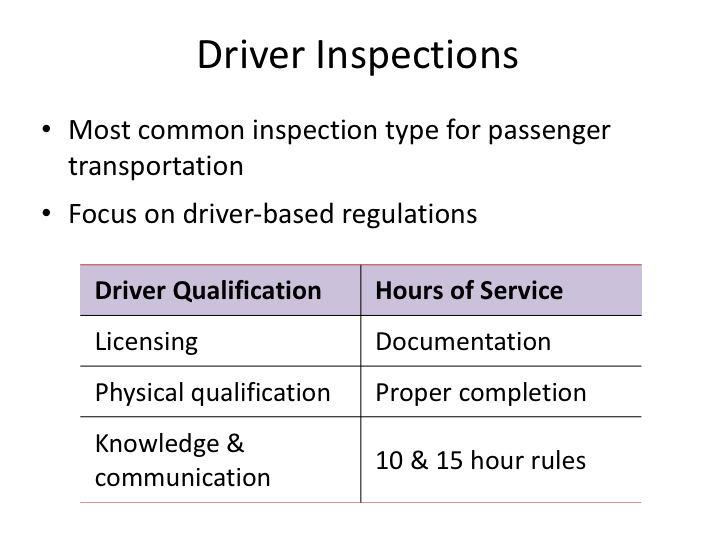 Driver Inspections
• Most common inspection type for passenger
transportation
• Focus on driver-based regulations
Driver Qualification
Hours of Service
Licensing
Documentation
Physical qualification
Proper completion
Knowledge &
communication
10 & 15 hour rules